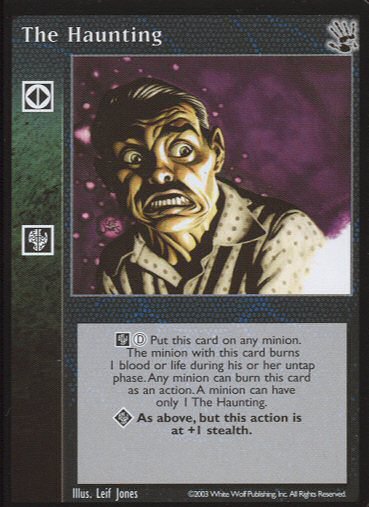 The Haunting
D Put this card on any minion.
The minion with this card burns
1 blood or life during his or her untap
phase. Any minion can burn this card
as an action. A minion can have
only 1 The Haunting.
As above, but this action is
at +1 stealth.
Illus. Leif Jones ©2003 White Wolf Publishing, Inc. All Rights Reserved.